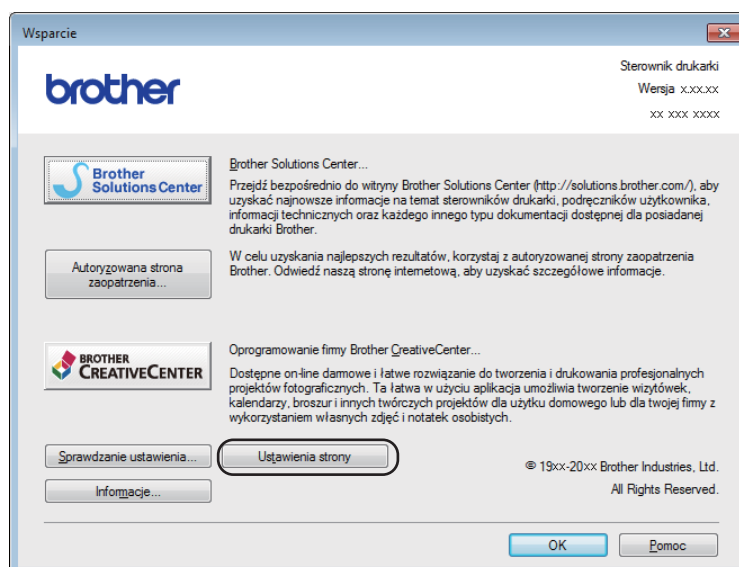 Wsparcie
brother
Sterownik drukarki
Wersja x.xx.xx
xx xxx xxxx
Brother
Solutions Center
Brother Solutions Center...
Przejdź bezpośrednio do witryny Brother Solutions Center (http://solutions.brother.com/), aby
uzyskać najnowsze informacje na temat sterowników drukarki, podręczników użytkownika,
informacji technicznych oraz każdego innego typu dokumentacji dostępnej dla posiadanej
drukarki Brother.
Autoryzowana strona
zaopatrzenia...
W celu uzyskania najlepszych rezultatów, korzystaj z autoryzowanej strony zaopatrzenia
Brother. Odwiedź naszą stronę internetową, aby uzyskać szczegółowe informacje.
BROTHER
CREATIVECENTER
Oprogramowanie firmy Brother CreativeCenter...
Dostępne on-line darmowe i łatwe rozwiązanie do tworzenia i drukowania profesjonalnych
projektów fotograficznych. Ta łatwa w użyciu aplikacja umożliwia tworzenie wizytówek,
kalendarzy, broszur i innych twórczych projektów dla użytku domowego lub dla twojej firmy z
wykorzystaniem własnych zdjęć i notatek osobistych.
Sprawdzanie ustawienia...
Ustawienia strony
Informacje...
© 19xx-20xx Brother Industries, Ltd.
All Rights Reserved.
OK
Pomoc